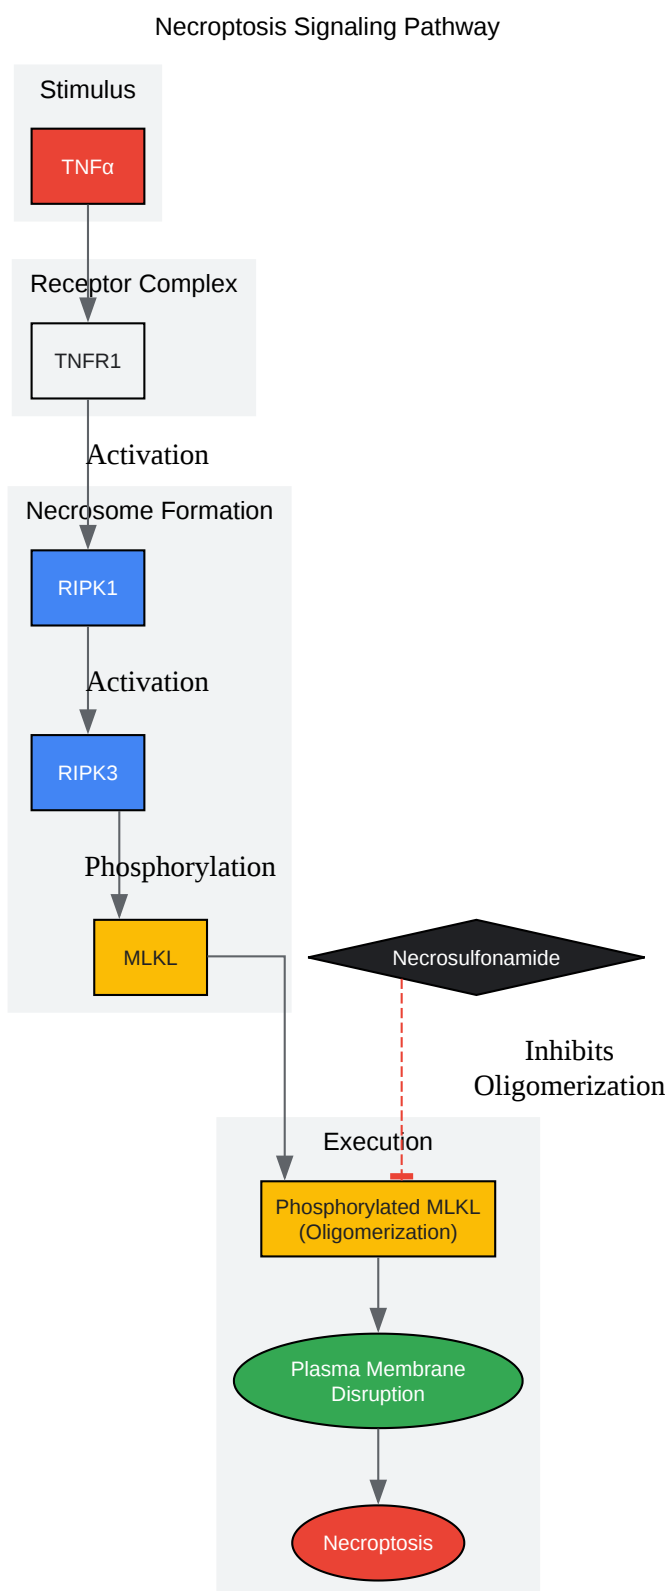 Necroptosis Signaling Pathway
Stimulus
TNFα
Receptor Complex
TNFR1
Activation
Necrosome Formation
RIPK1
Activation
RIPK3
Phosphorylation
MLKL
Necrosulfonamide
Inhibits
Oligomerization
Execution
Phosphorylated MLKL
(Oligomerization)
Plasma Membrane
Disruption
Necroptosis